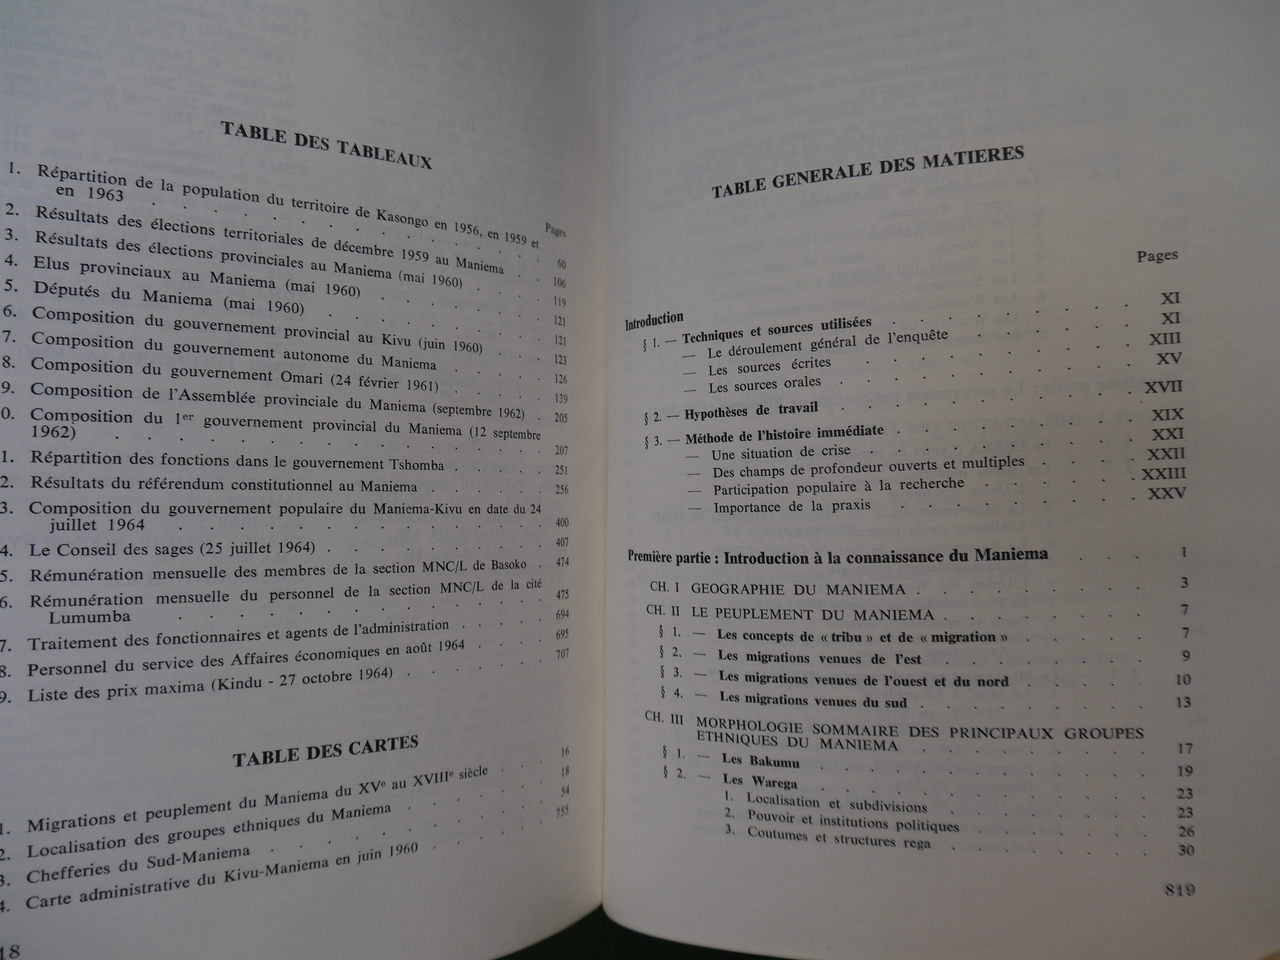 TABLE DES TABLEAUX
Pages
1. Répartition de la population du territoire de Kasongo en 1956, en 1959 et
en 1963 . . . . . . . . . . . . . 60
2. Résultats des élections territoriales de décembre 1959 au Maniema . . 106
3. Résultats des élections provinciales au Maniema (mai 1960) . . . . 119
4. Elus provinciaux au Maniema (mai 1960) . . . . . . . 121
5. Députés du Maniema (mai 1960) . . . . . . . . 121
6. Composition du gouvernement provincial au Kivu (juin 1960) . . . 123
7. Composition du gouvernement autonome du Maniema . . . . 126
8. Composition du gouvernement Omari (24 février 1961) . . . . 139
9. Composition de l'Assemblée provinciale du Maniema (septembre 1962) . 205
0. Composition du 1er gouvernement provincial du Maniema (12 septembre
1962) . . . . . . . . . . . . . 207
1. Répartition des fonctions dans le gouvernement Tshomba . . . . 251
2. Résultats du référendum constitutionnel au Maniema . . . . . 256
3. Composition du gouvernement populaire du Maniema-Kivu en date du 24
juillet 1964 . . . . . . . . . . . . 400
4. Le Conseil des sages (25 juillet 1964) . . . . . . . . 407
5. Rémunération mensuelle des membres de la section MNC/L de Basoko . 474
6. Rémunération mensuelle du personnel de la section MNC/L de la cité
Lumumba . . . . . . . . . . . . 475
7. Traitement des fonctionnaires et agents de l'administration . . . . 694
8. Personnel du service des Affaires économiques en août 1964 . . . 695
9. Liste des prix maxima (Kindu - 27 octobre 1964) . . . . . 707
TABLE DES CARTES
1. Migrations et peuplement du Maniema du XVe au XVIIIe siècle . . 16
2. Localisation des groupes ethniques du Maniema . . . . . 18
3. Chefferies du Sud-Maniema . . . . . . . . . 54
4. Carte administrative du Kivu-Maniema en juin 1960 . . . . 755
18
TABLE GENERALE DES MATIERES
Pages
Introduction . . . . . . . . . . . . XI
§ 1. — Techniques et sources utilisées . . . . . . . XI
— Le déroulement général de l'enquête . . . . . XIII
— Les sources écrites . . . . . . . . . XV
— Les sources orales . . . . . . . . . XVII
§ 2. — Hypothèses de travail . . . . . . . . . XIX
§ 3. — Méthode de l'histoire immédiate . . . . . . . XXI
— Une situation de crise . . . . . . . . XXII
— Des champs de profondeur ouverts et multiples . . . . XXIII
— Participation populaire à la recherche . . . . . XXV
— Importance de la praxis . . . . . . . .
Première partie : Introduction à la connaissance du Maniema . . . 1
CH. I GEOGRAPHIE DU MANIEMA . . . . . . . . 3
CH. II LE PEUPLEMENT DU MANIEMA . . . . . . . 7
§ 1. — Les concepts de « tribu » et de « migration » . . . . 7
§ 2. — Les migrations venues de l'est . . . . . . . 9
§ 3. — Les migrations venues de l'ouest et du nord . . . . 10
§ 4. — Les migrations venues du sud . . . . . . . 13
CH. III MORPHOLOGIE SOMMAIRE DES PRINCIPAUX GROUPES
ETHNIQUES DU MANIEMA . . . . . . . . 17
§ 1. — Les Bakumu . . . . . . . . . . 19
§ 2. — Les Warega . . . . . . . . . . 23
1. Localisation et subdivisions . . . . . . . 23
2. Pouvoir et institutions politiques . . . . . . 26
3. Coutumes et structures rega . . . . . . . 30
819